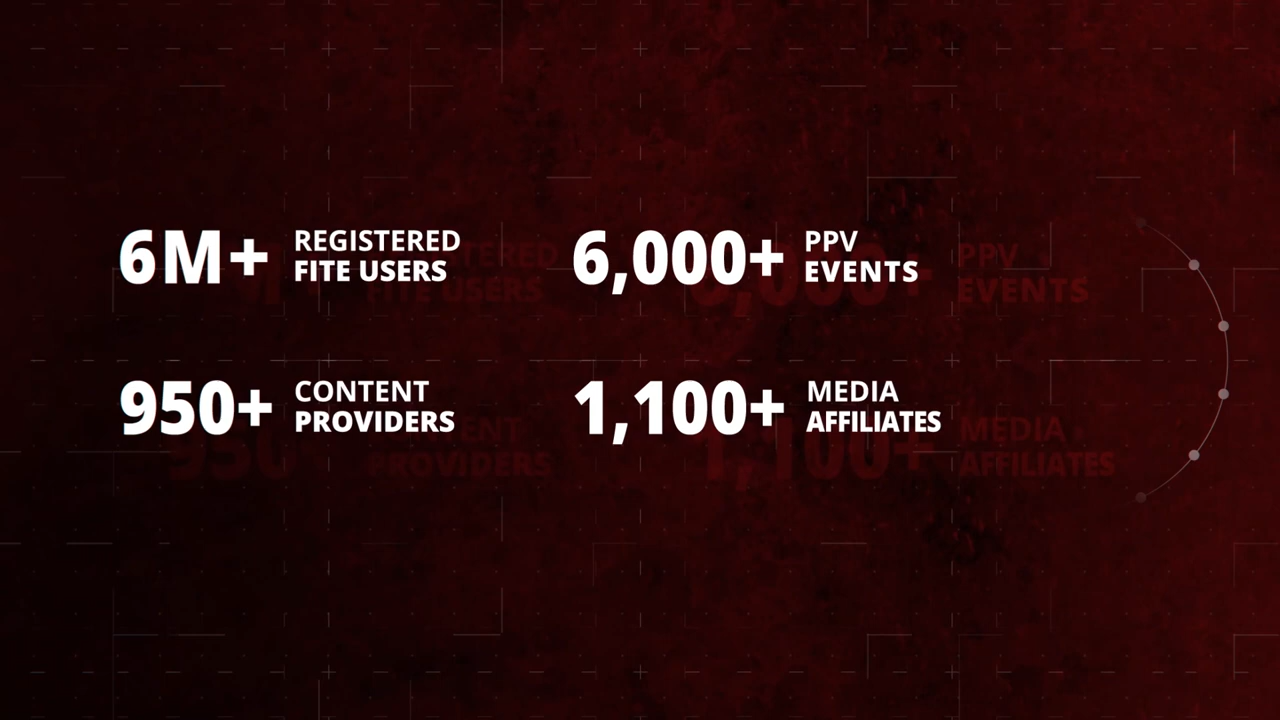 6M+ REGISTERED
FITE USERS
6,000+ PPV
EVENTS
950+ CONTENT
PROVIDERS
1,100+ MEDIA
AFFILIATES